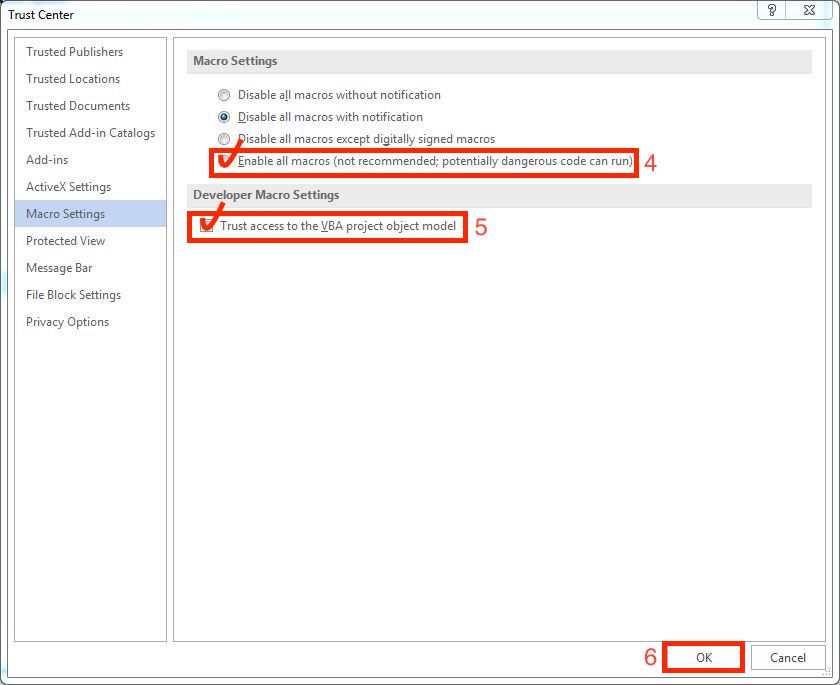 Trust Center
Trusted Publishers
Trusted Locations
Trusted Documents
Trusted Add-in Catalogs
Add-ins
ActiveX Settings
Macro Settings
Protected View
Message Bar
File Block Settings
Privacy Options
Macro Settings
Disable all macros without notification
Disable all macros with notification
Disable all macros except digitally signed macros
Enable all macros (not recommended; potentially dangerous code can run) 4
Developer Macro Settings
Trust access to the VBA project object model 5
6 OK Cancel